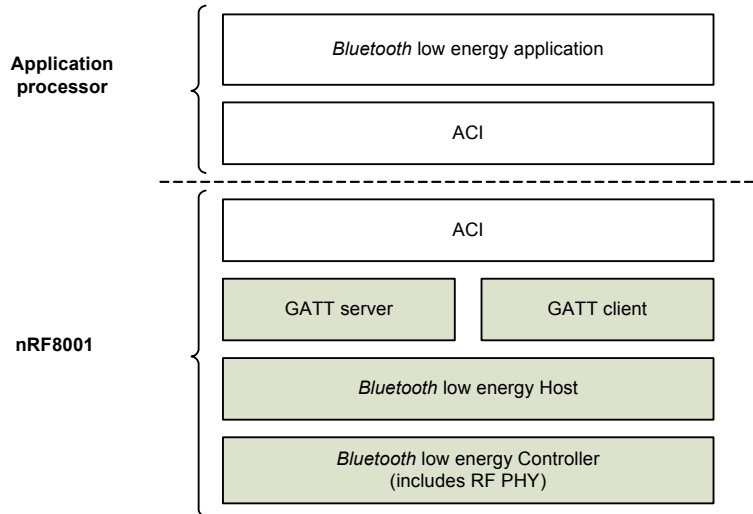 Application
processor
Bluetooth low energy application
ACI
nRF8001
ACI
GATT server
GATT client
Bluetooth low energy Host
Bluetooth low energy Controller
(includes RF PHY)